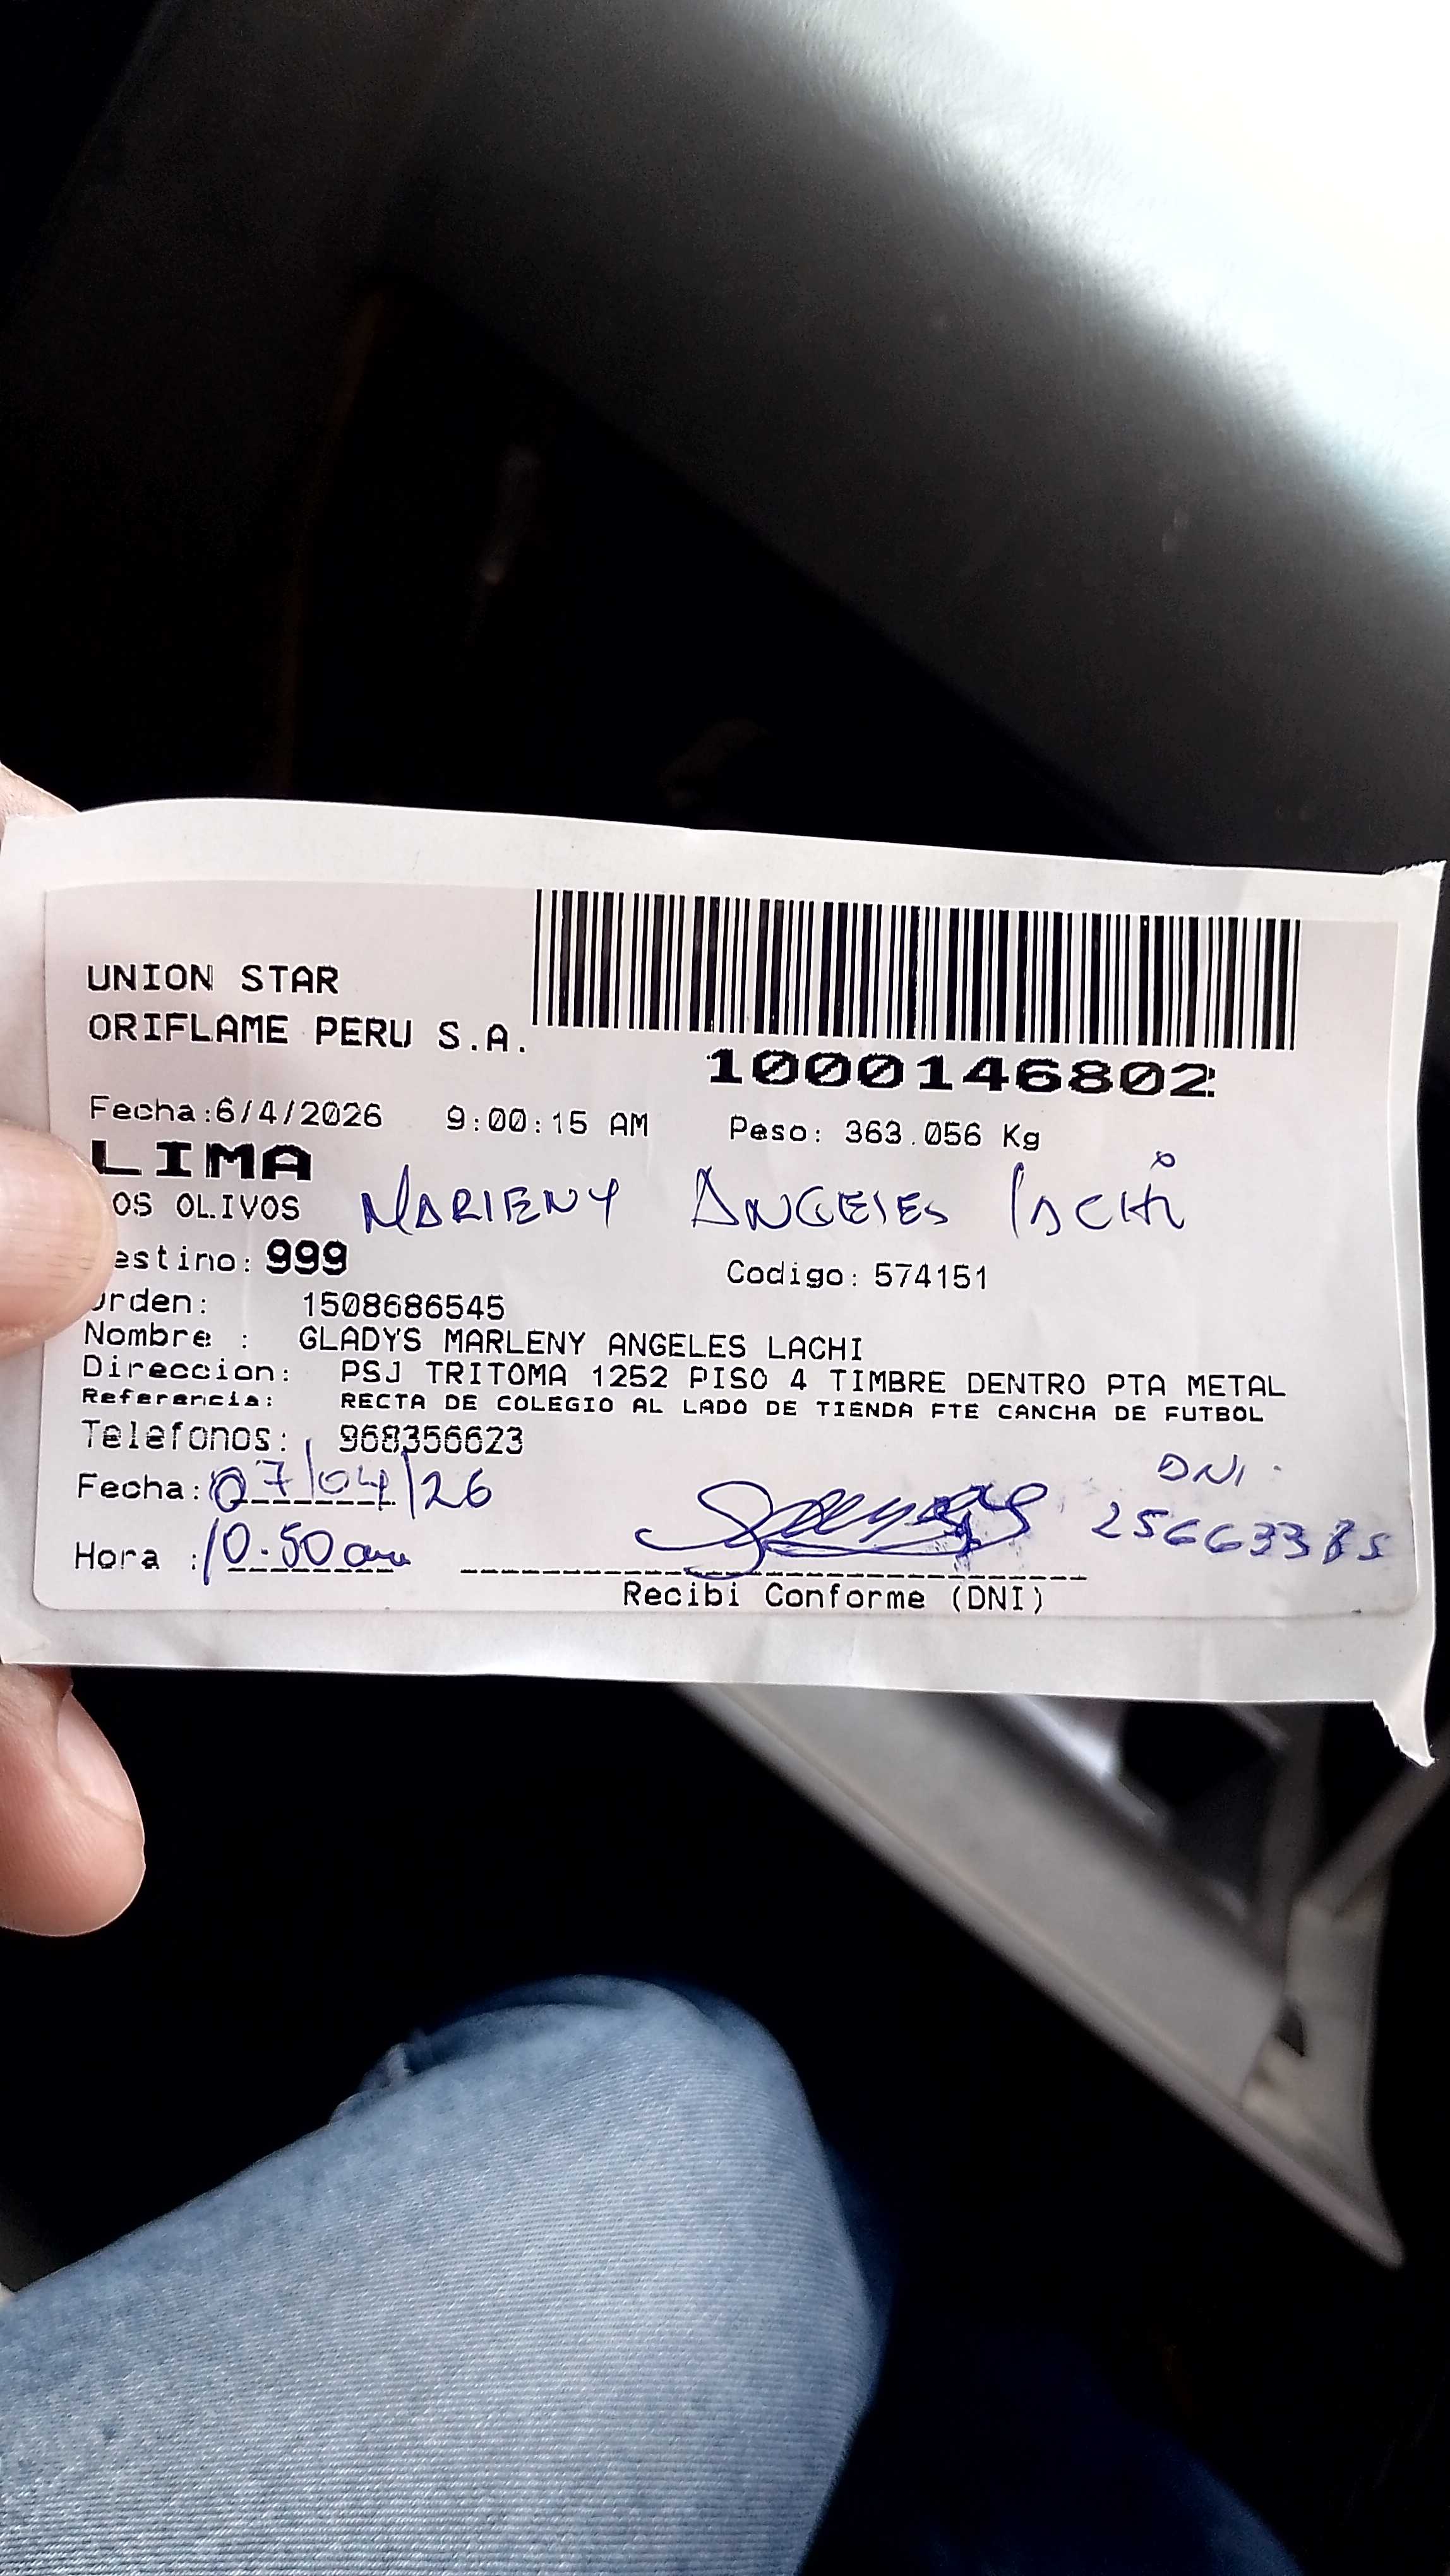 UNION STAR
ORIFLAME PERU S.A.
1000146802
Fecha:6/4/2026 9:00:15 AM Peso: 363.056 Kg
LIMA
OS OLIVOS MARIENY ANGELES LACHI
estino: 999 Codigo: 574151
Orden: 1508686545
Nombre : GLADYS MARLENY ANGELES LACHI
Direccion: PSJ TRITOMA 1252 PISO 4 TIMBRE DENTRO PTA METAL
Referencia: RECTA DE COLEGIO AL LADO DE TIENDA FTE CANCHA DE FUTBOL
Telefonos: 968356623
Fecha: 07/04/26 DNI
Hora : 10.50 am 25663385
Recibi Conforme (DNI)